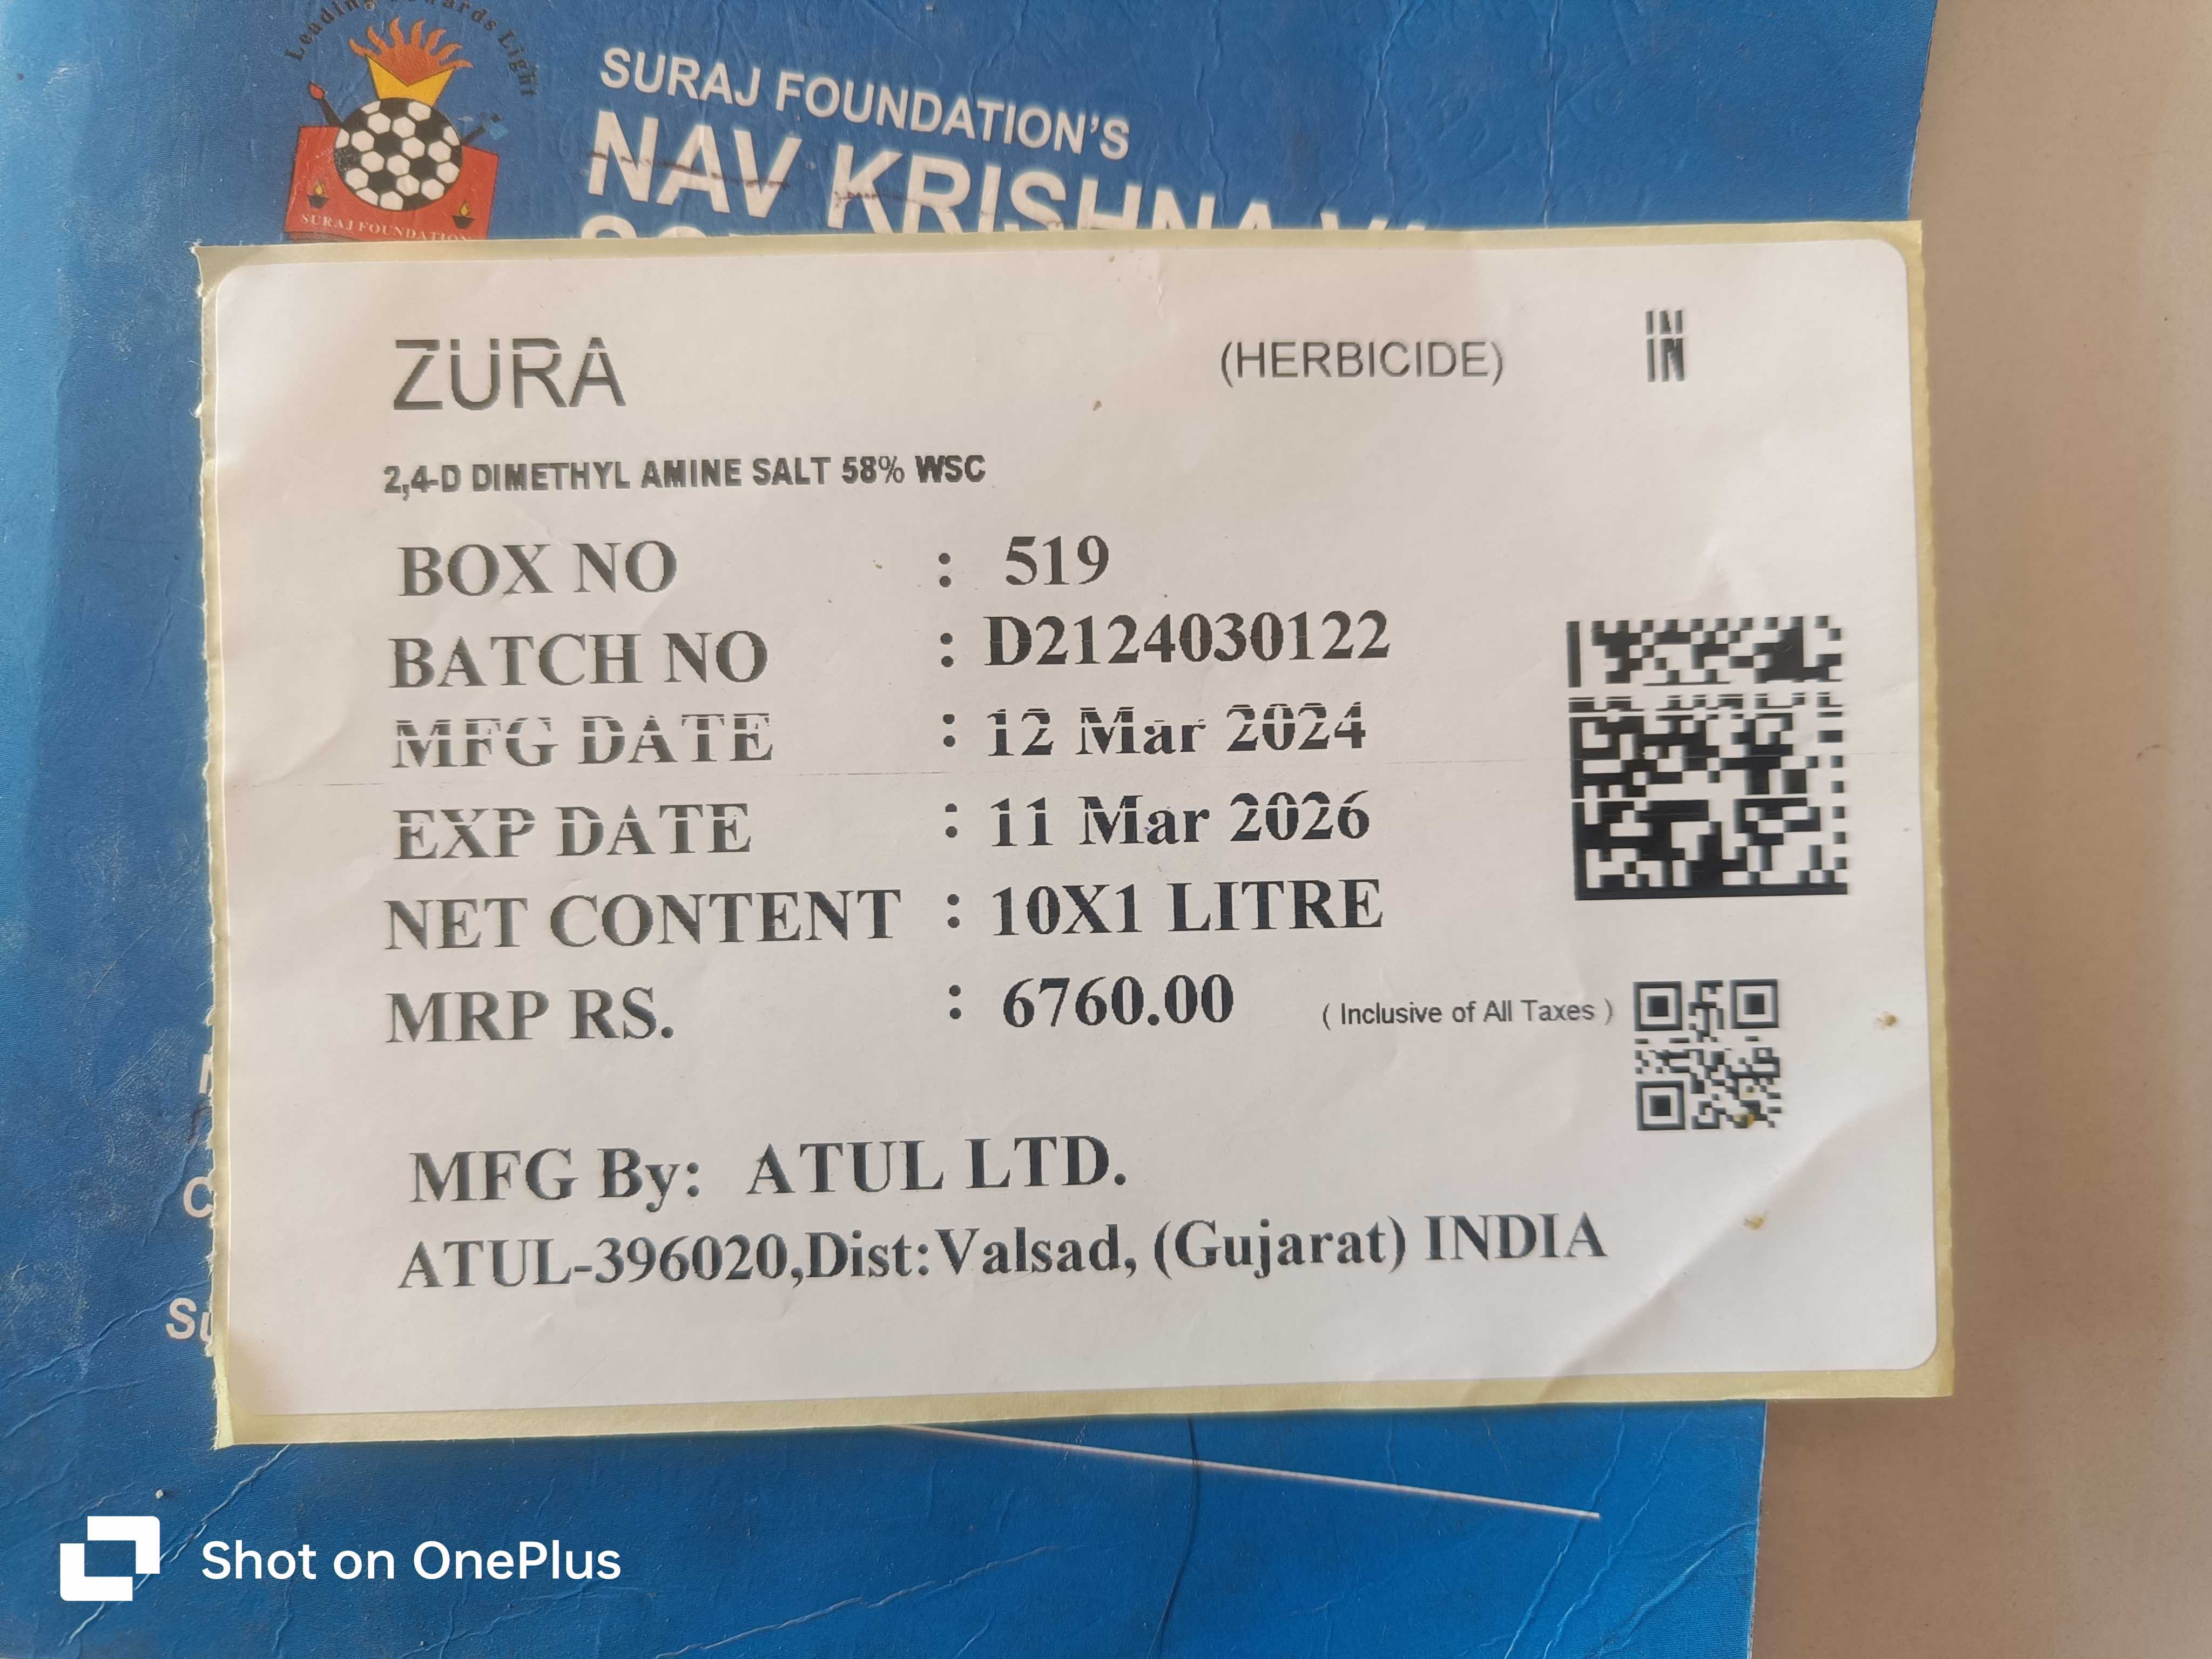 Leading Towards Light
SURAJ FOUNDATION
SURAJ FOUNDATION'S
NAV KRISHNA
ZURA
(HERBICIDE)
IN
2,4-D DIMETHYL AMINE SALT 58% WSC
BOX NO : 519
BATCH NO : D2124030122
MFG DATE : 12 Mar 2024
EXP DATE : 11 Mar 2026
NET CONTENT : 10X1 LITRE
MRP RS. : 6760.00 ( Inclusive of All Taxes )
MFG By: ATUL LTD.
ATUL-396020,Dist:Valsad, (Gujarat) INDIA
Shot on OnePlus